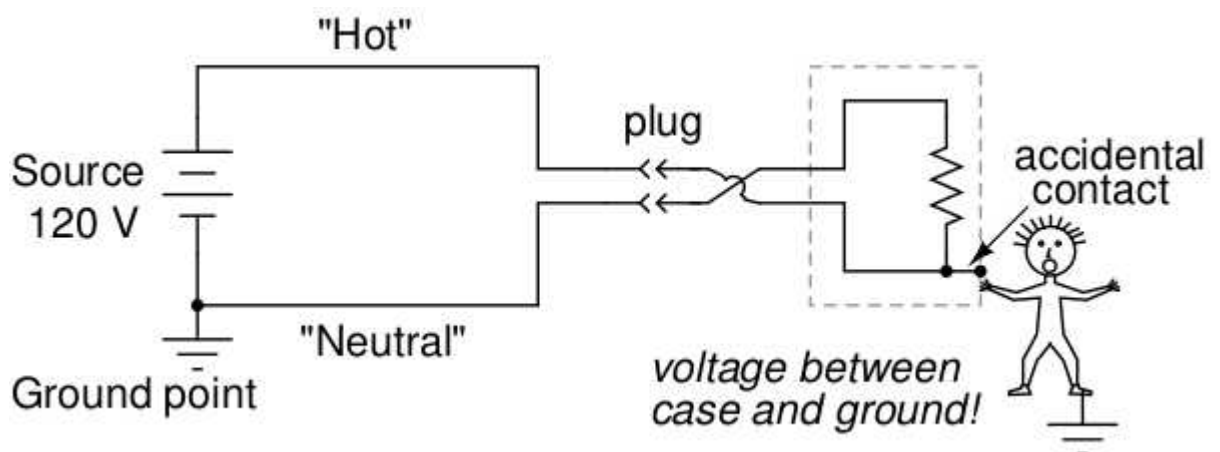 "Hot"
plug
Source
120 V
accidental
contact
"Neutral"
Ground point
voltage between
case and ground!